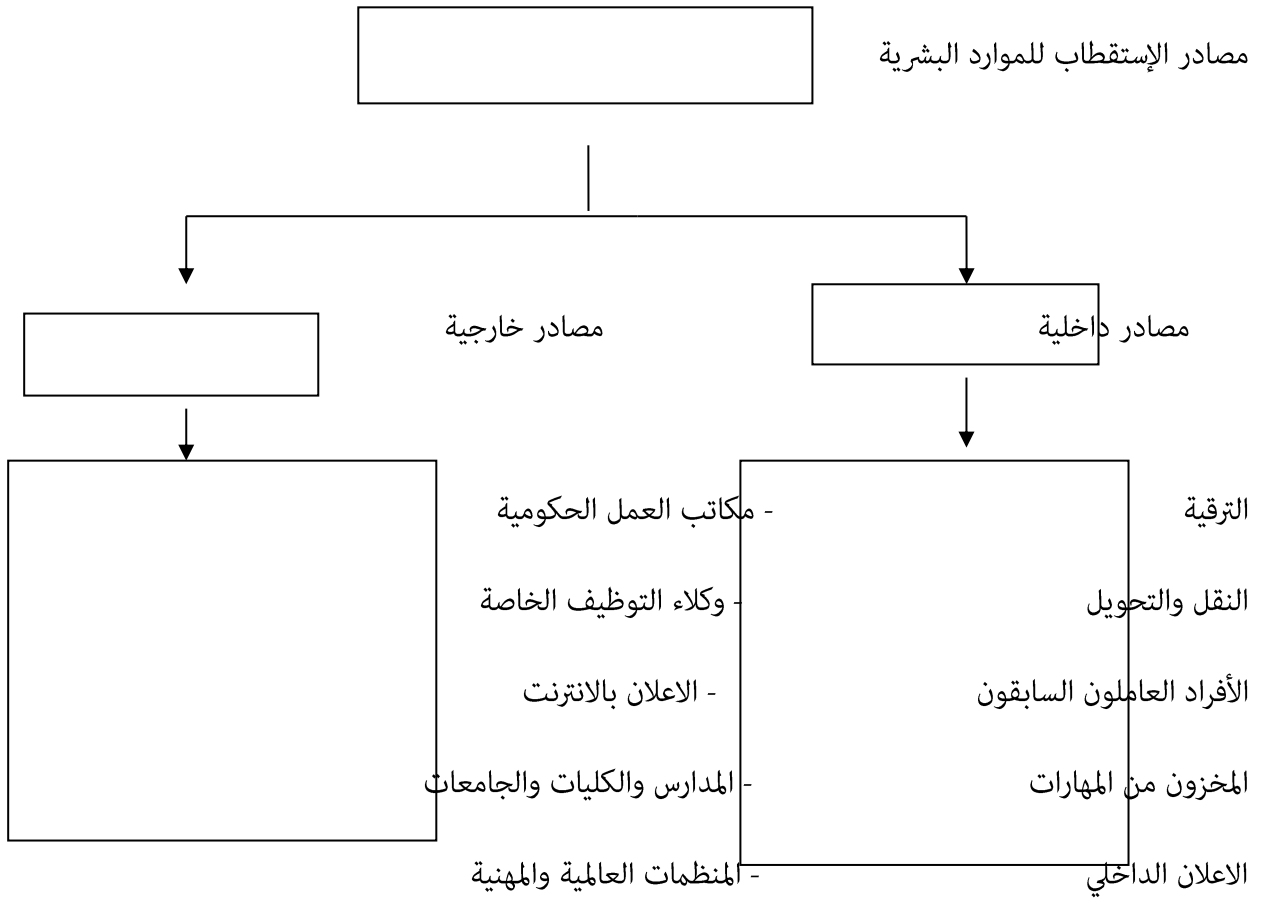 مصادر الإستقطاب للموارد البشرية
مصادر داخلية مصادر خارجية
الترقية - مكاتب العمل الحكومية
النقل والتحويل - وكلاء التوظيف الخاصة
الأفراد العاملون السابقون - الاعلان بالانترنت
المخزون من المهارات - المدارس والكليات والجامعات
الاعلان الداخلي - المنظمات العالمية والمهنية